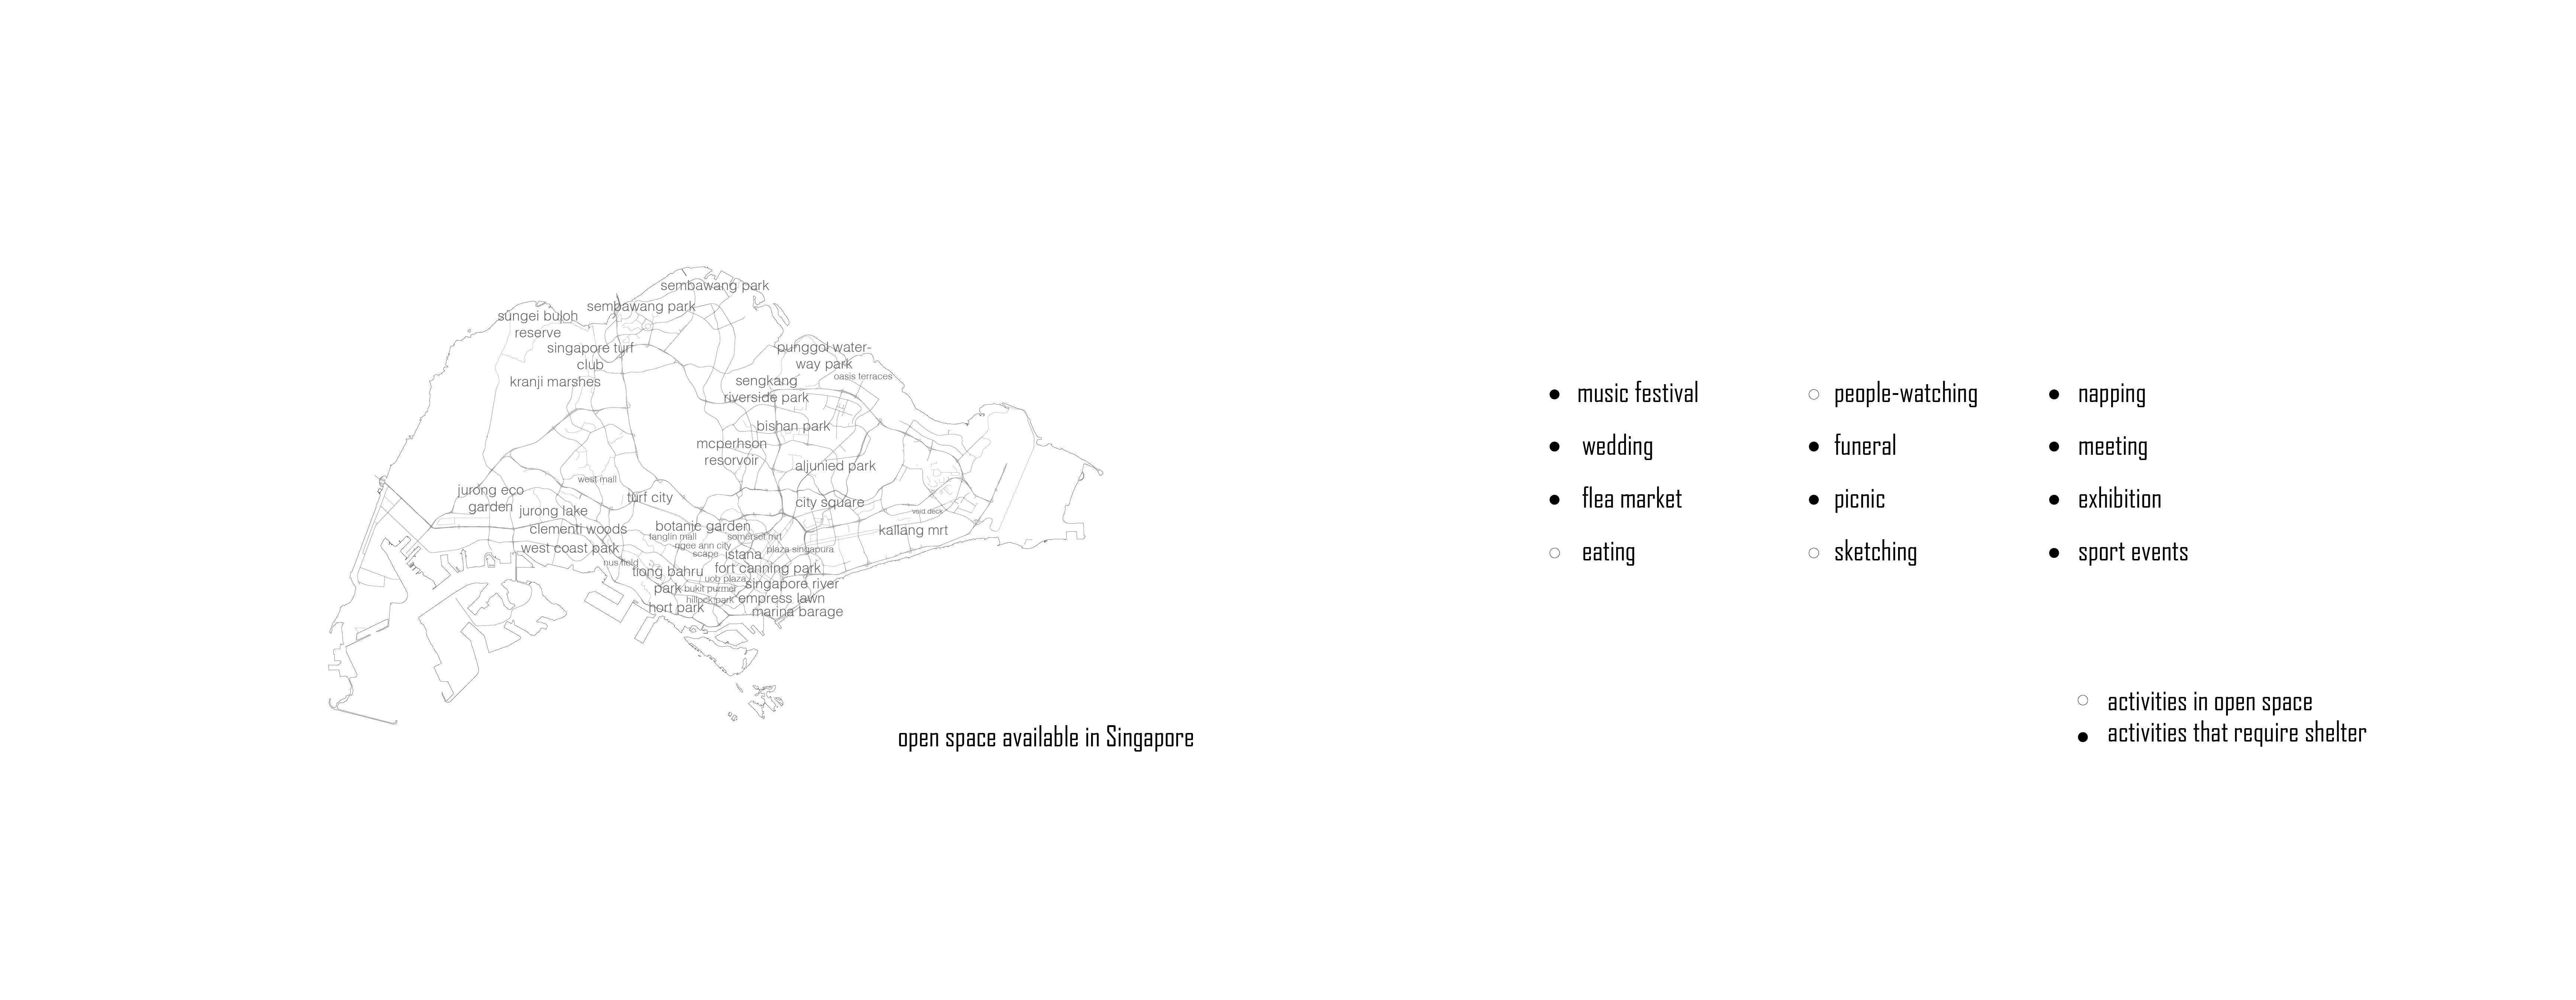 sembawang park
sembawang park
sungei buloh
reserve
singapore turf
club
kranji marshes
punggol water-
way park
oasis terraces
sengkang
riverside park
bishan park
mcperhson
resorvoir
aljunied park
west mall
turf city
jurong eco
garden
jurong lake
city square
void deck
clementi woods
botanic garden
kallang mrt
tanglin mall
somerset mrt
ngee ann city
scape
west coast park
istana
plaza singapura
nus field
tiong bahru
park
fort canning park
uob plaza
singapore river
bukit purmei
hillock park
empress lawn
hort park
marina barage
open space available in Singapore
music festival
wedding
flea market
eating
people-watching
funeral
picnic
sketching
napping
meeting
exhibition
sport events
activities in open space
activities that require shelter